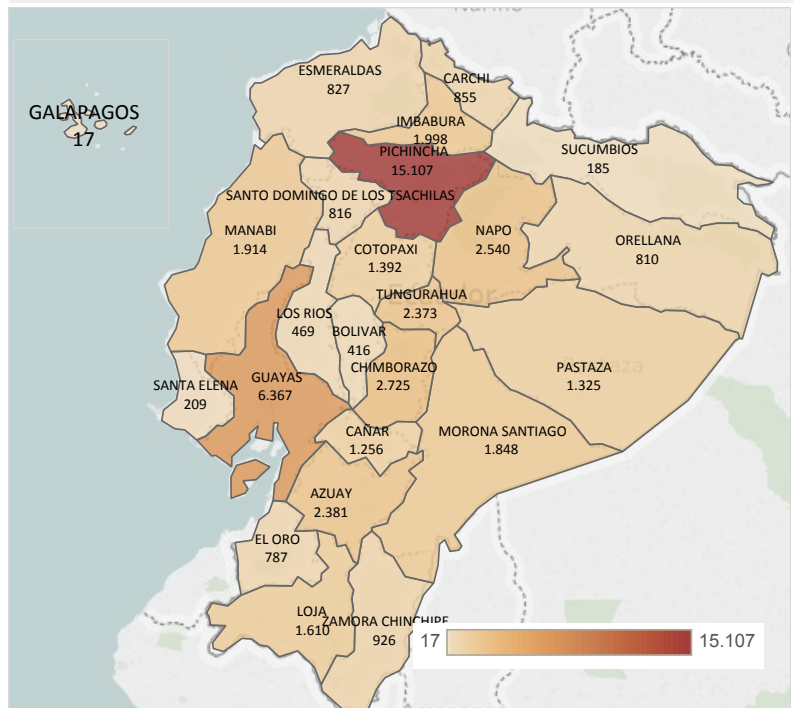 ESMERALDAS
827
CARCHI
855
GALAPAGOS
17
IMBABURA
1.998
PICHINCHA
15.107
SUCUMBIOS
185
SANTO DOMINGO DE LOS TSACHILAS
816
MANABI
1.914
NAPO
2.540
ORELLANA
810
COTOPAXI
1.392
TUNGURAHUA
2.373
Ecuador
LOS RIOS
469
BOLIVAR
416
CHIMBORAZO
2.725
PASTAZA
1.325
SANTA ELENA
209
GUAYAS
6.367
CAÑAR
1.256
MORONA SANTIAGO
1.848
AZUAY
2.381
EL ORO
787
LOJA
1.610
ZAMORA CHINCHIPE
926
17
15.107